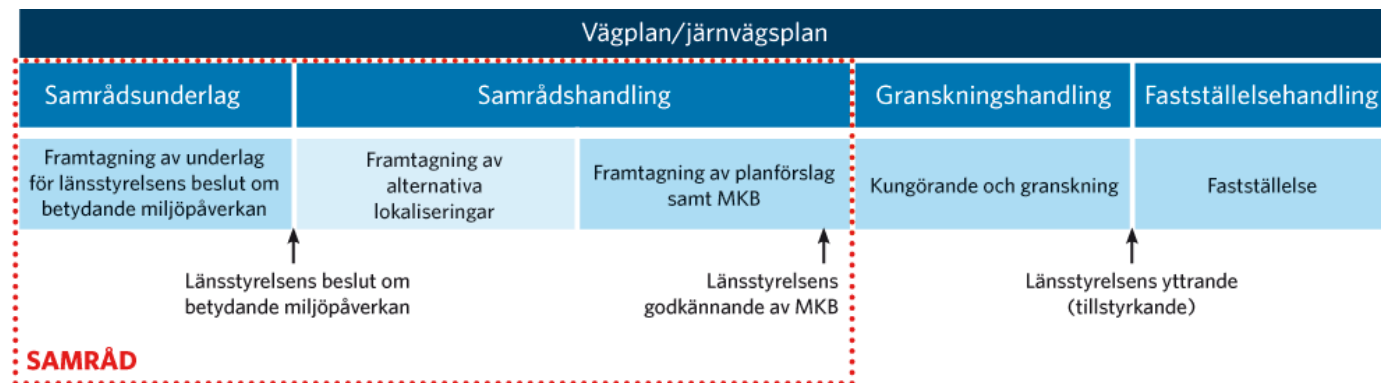 Vägplan/järnvägsplan
Samrådsunderlag
Samrådshandling
Granskningshandling
Fastställelsehandling
Framtagning av underlag
för länsstyrelsens beslut om
betydande miljöpåverkan
Framtagning av
alternativa
lokaliseringar
Framtagning av planförslag
samt MKB
Kungörande och granskning
Fastställelse
Länsstyrelsens beslut om
betydande miljöpåverkan
Länsstyrelsens
godkännande av MKB
Länsstyrelsens yttrande
(tillstyrkande)
SAMRÅD